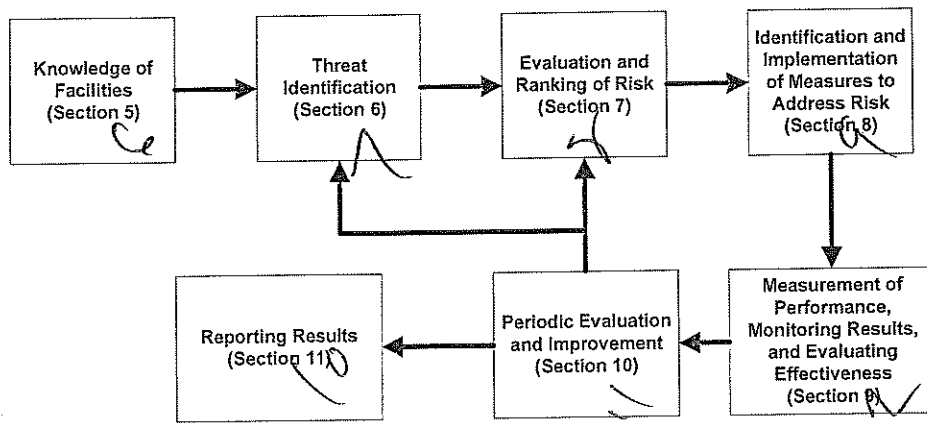 Knowledge of
Facilities
(Section 5)
Threat
Identification
(Section 6)
Evaluation and
Ranking of Risk
(Section 7)
Identification and
Implementation
of Measures to
Address Risk
(Section 8)
Measurement of
Performance,
Monitoring Results,
and Evaluating
Effectiveness
(Section 9)
Periodic Evaluation
and Improvement
(Section 10)
Reporting Results
(Section 11)